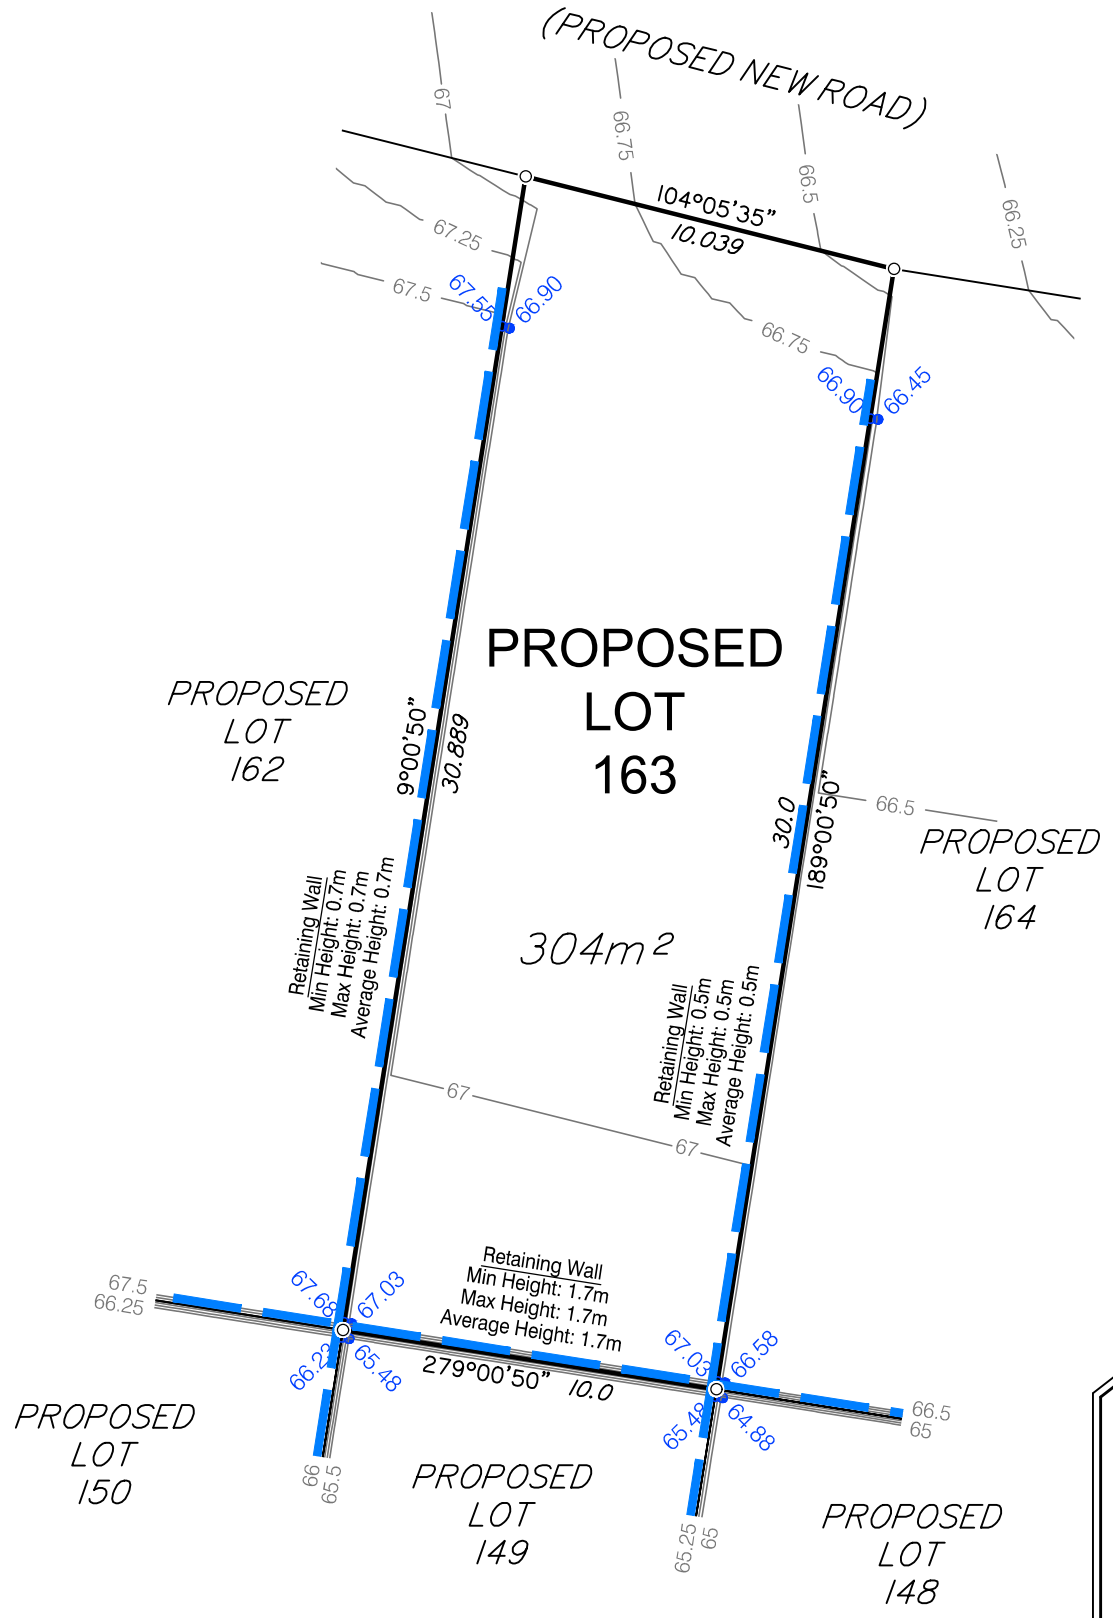 (PROPOSED NEW ROAD)
67
66.75
66.5
66.25
104°05'35"
10.039
67.25
67.5
67.55
66.90
66.75
66.90
66.45
PROPOSED
LOT
163
PROPOSED
LOT
162
9°00'50"
30.889
30.0
189°00'50"
66.5
PROPOSED
LOT
164
304m²
Retaining Wall
Min Height: 0.7m
Max Height: 0.7m
Average Height: 0.7m
Retaining Wall
Min Height: 0.5m
Max Height: 0.5m
Average Height: 0.5m
67
67
Retaining Wall
Min Height: 1.7m
Max Height: 1.7m
Average Height: 1.7m
67.5
66.25
67.68
67.03
66.23
65.48
279°00'50" 10.0
67.03
66.58
65.48
64.88
66.5
65
66
65.5
65.25
65
PROPOSED
LOT
150
PROPOSED
LOT
149
PROPOSED
LOT
148